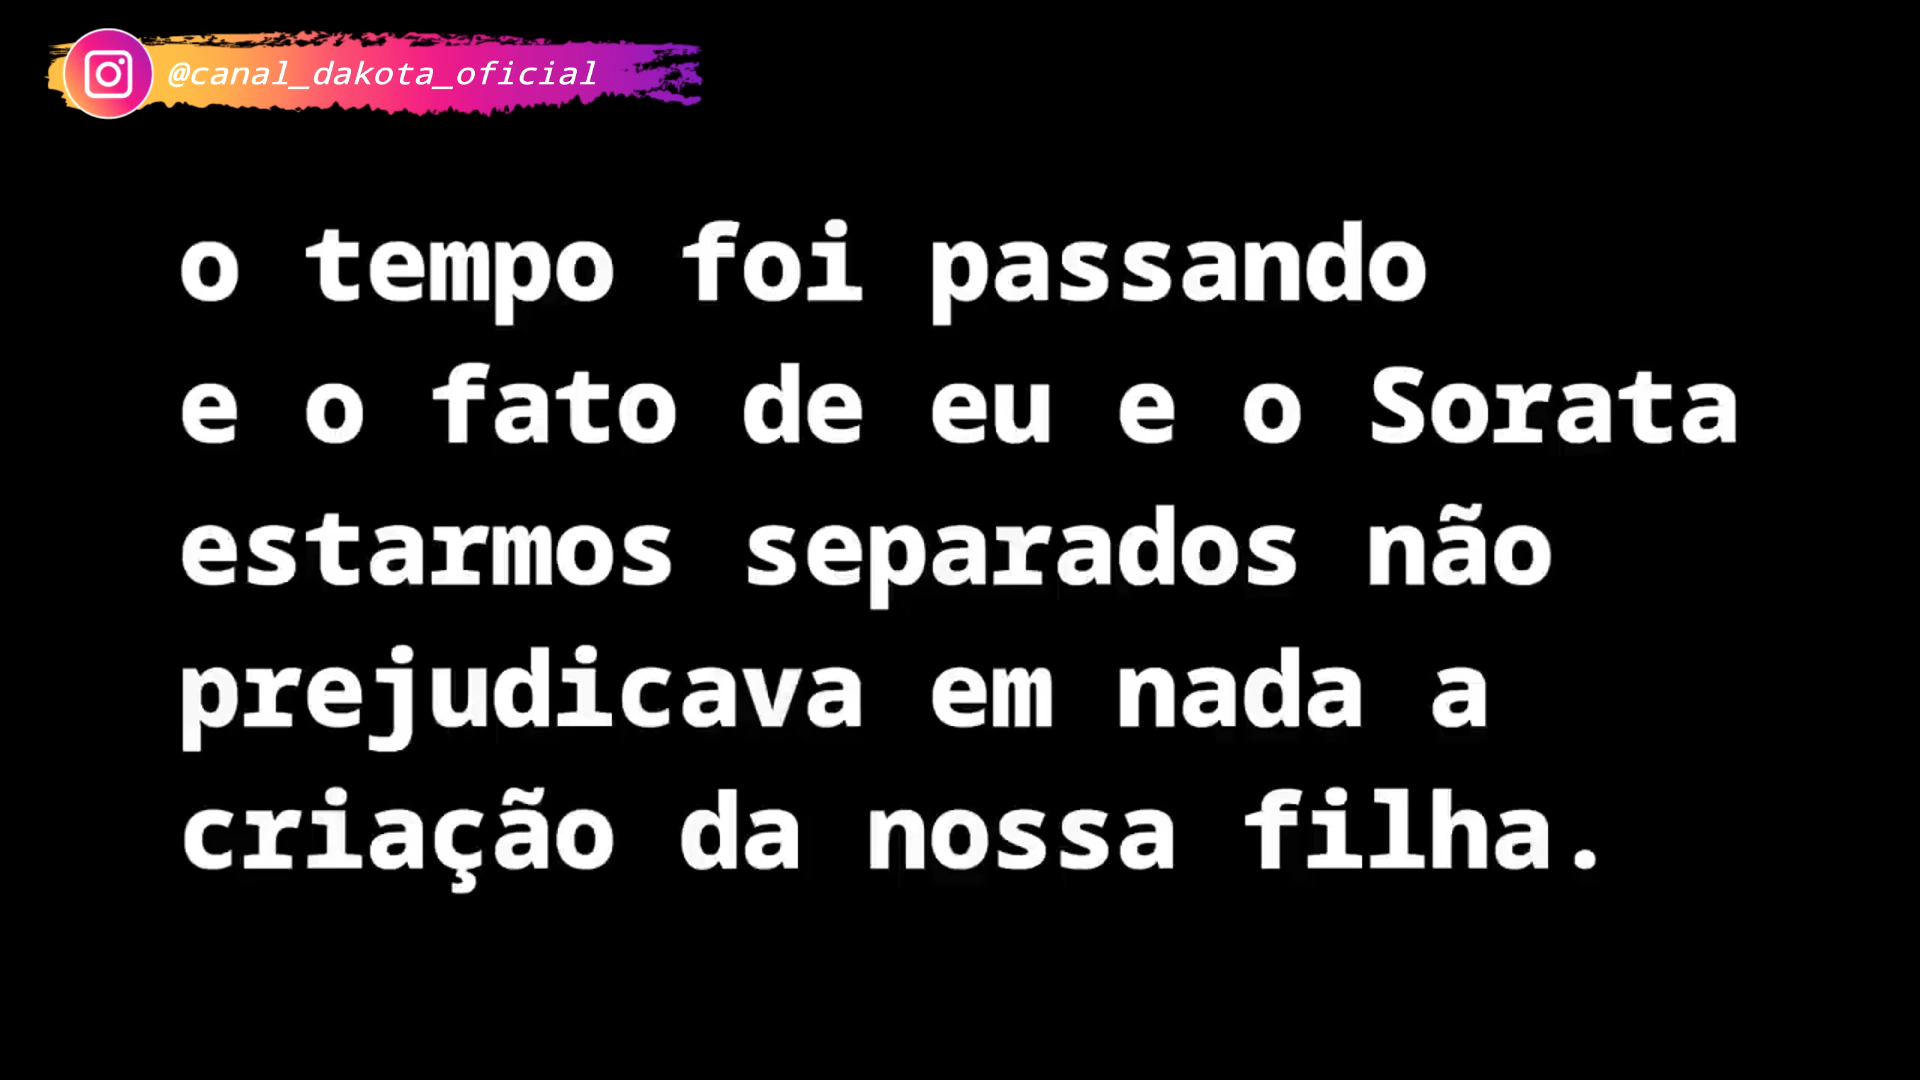 @canal_dakota_oficial
o tempo foi passando
e o fato de eu e o Sorata
estarmos separados não
prejudicava em nada a
criação da nossa filha.